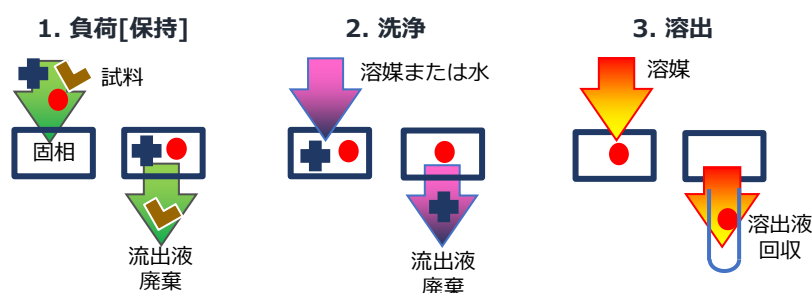 1. 負荷[保持]
試料
固相
流出液
廃棄
2. 洗浄
溶媒または水
流出液
廃棄
3. 溶出
溶媒
溶出液
回収